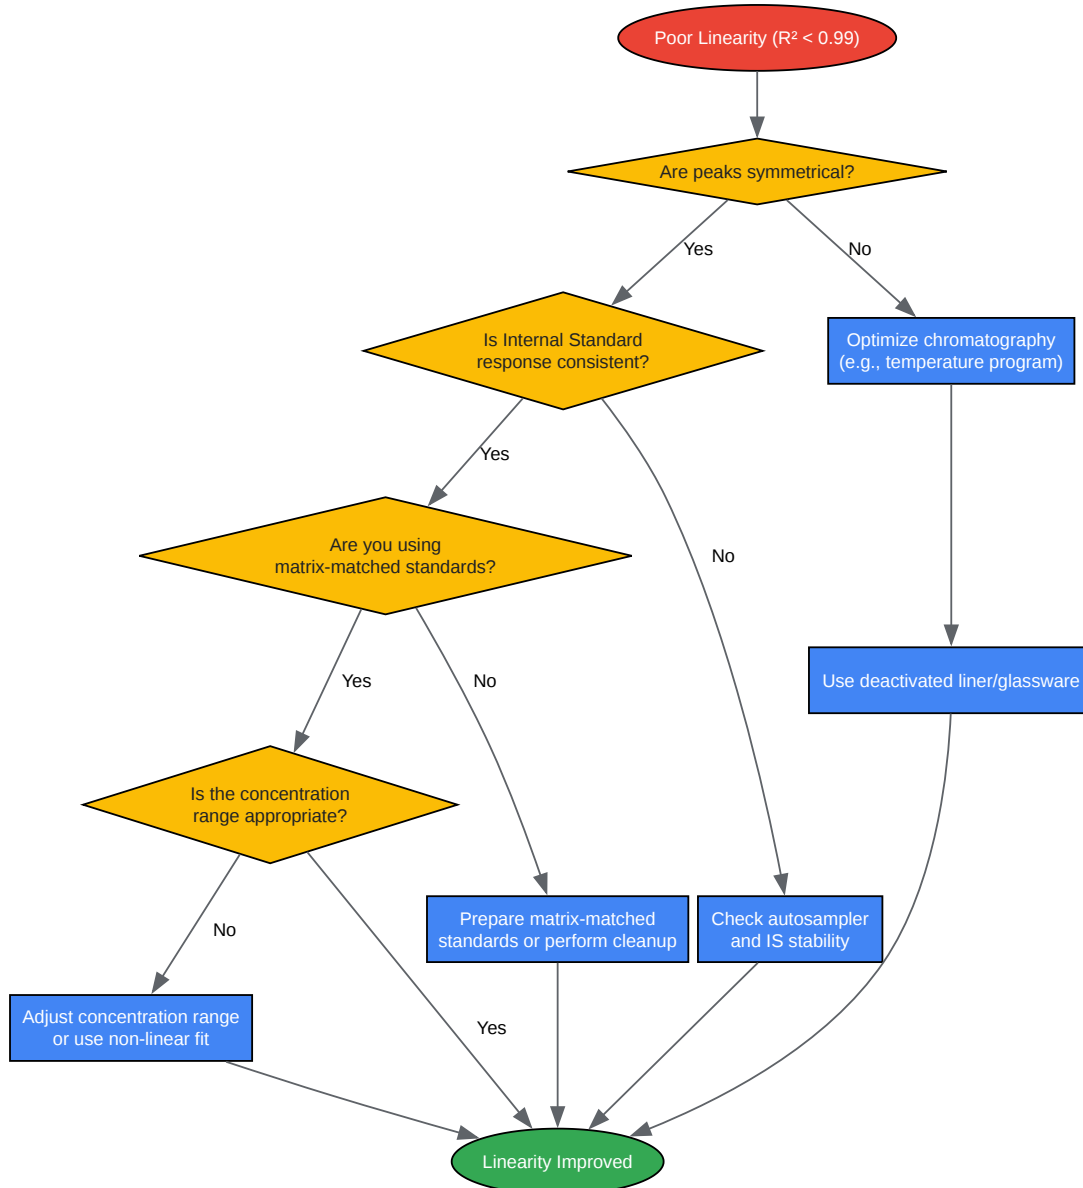 Poor Linearity (R² < 0.99)
Are peaks symmetrical?
Yes
No
Is Internal Standard
response consistent?
Optimize chromatography
(e.g., temperature program)
Yes
Are you using
matrix-matched standards?
No
Yes
No
Use deactivated liner/glassware
Is the concentration
range appropriate?
No
Prepare matrix-matched
standards or perform cleanup
Check autosampler
and IS stability
Adjust concentration range
or use non-linear fit
Yes
Linearity Improved